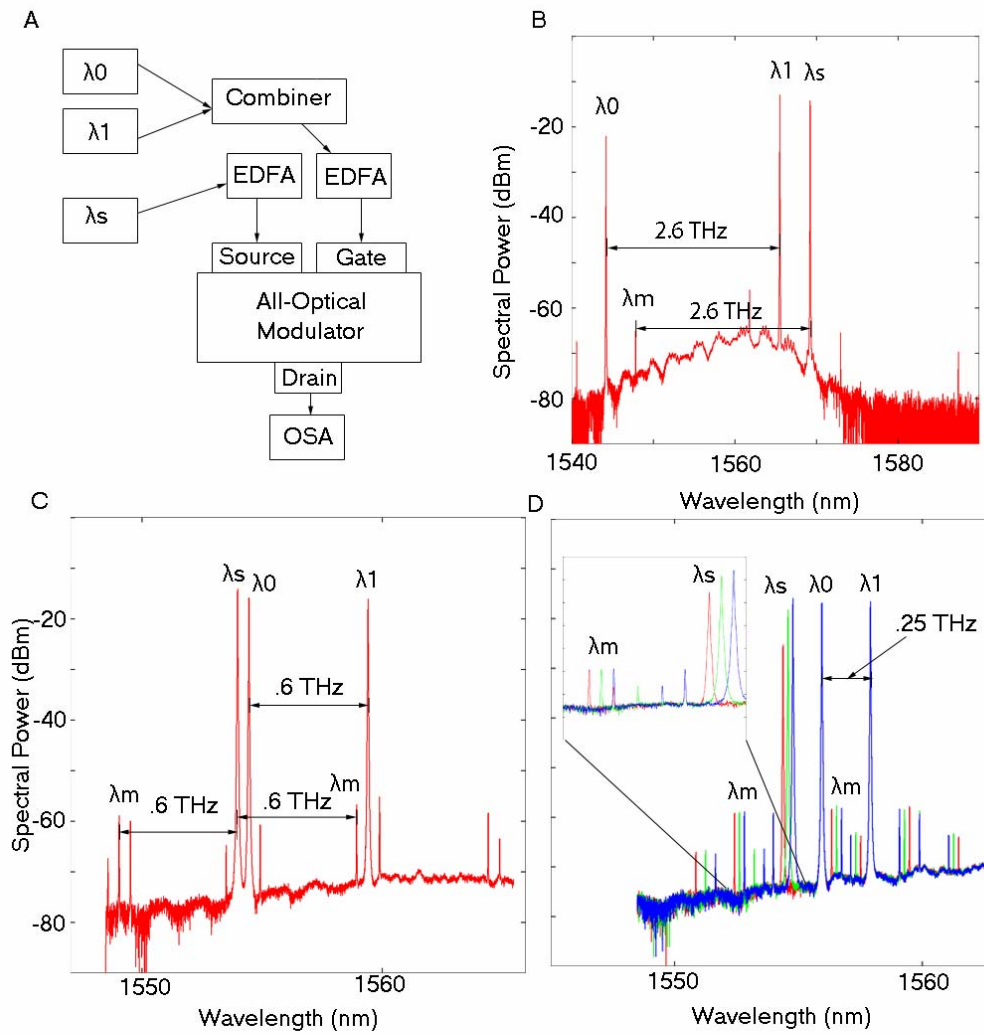 A
λ0
λ1
λs
Combiner
EDFA
EDFA
Source
Gate
All-Optical
Modulator
Drain
OSA
B
Spectral Power (dBm)
-20
-40
-60
-80
λ0
λ1
λs
2.6 THz
λm
2.6 THz
1540
1560
1580
Wavelength (nm)
C
Spectral Power (dBm)
-20
-40
-60
-80
λs
λ0
λ1
.6 THz
λm
.6 THz
.6 THz
λm
1550
1560
Wavelength (nm)
D
λs
λm
λs
λ0
λ1
.25 THz
λm
λm
1550
1560
Wavelength (nm)